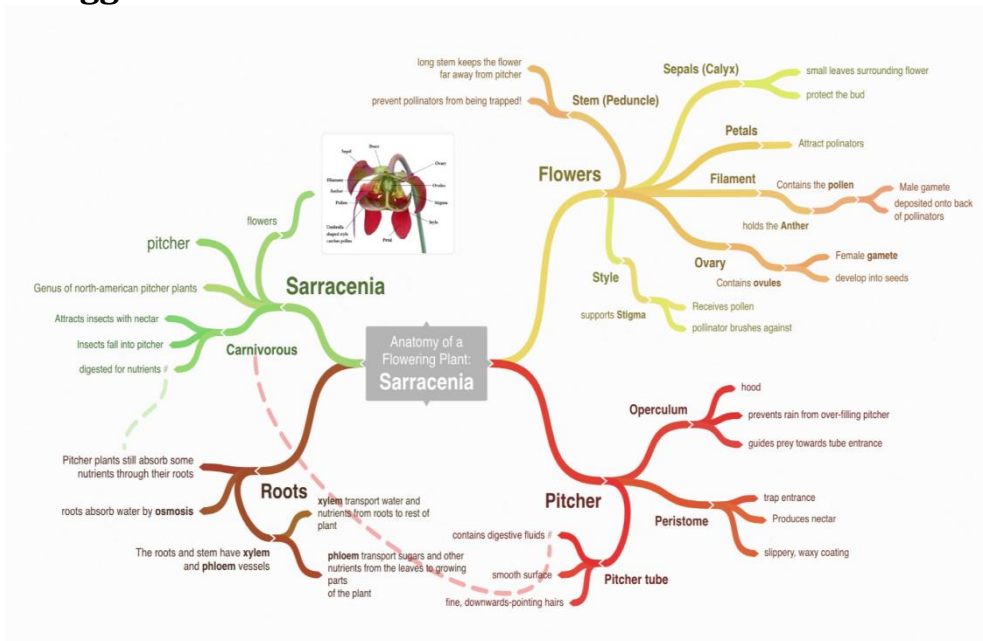 Anatomy of a
Flowering Plant:
Sarracenia
Flowers
Stem (Peduncle)
long stem keeps the flower
far away from pitcher
prevent pollinators from being trapped!
Sepals (Calyx)
small leaves surrounding flower
protect the bud
Petals
Attract polinators
Filament
Contains the pollen
Male gamete
deposited onto back
of pollinators
holds the Anther
Ovary
Contains ovules
Female gamete
develop into seeds
Style
supports Stigma
Receives pollen
pollinator brushes against
Pitcher
Operculum
hood
prevents rain from over-filling pitcher
guides prey towards tube entrance
Peristome
trap entrance
Produces nectar
slippery, waxy coating
Pitcher tube
contains digestive fluids #
smooth surface
fine, downwards-pointing hairs
Sarracenia
flowers
Bract
Sepal
Ovary
Filament
Ovules
Anther
Pollen
Stigma
Style
Umbrella
shaped style
catches pollen
Petal
pitcher
Genus of north-american pitcher plants
Carnivorous
Attracts insects with nectar
Insects fall into pitcher
digested for nutrients #
Roots
Pitcher plants still absorb some
nutrients through their roots
roots absorb water by osmosis
The roots and stem have xylem
and phloem vessels
xylem transport water and
nutrients from roots to rest of
plant
phloem transport sugars and other
nutrients from the leaves to growing
parts
of the plant